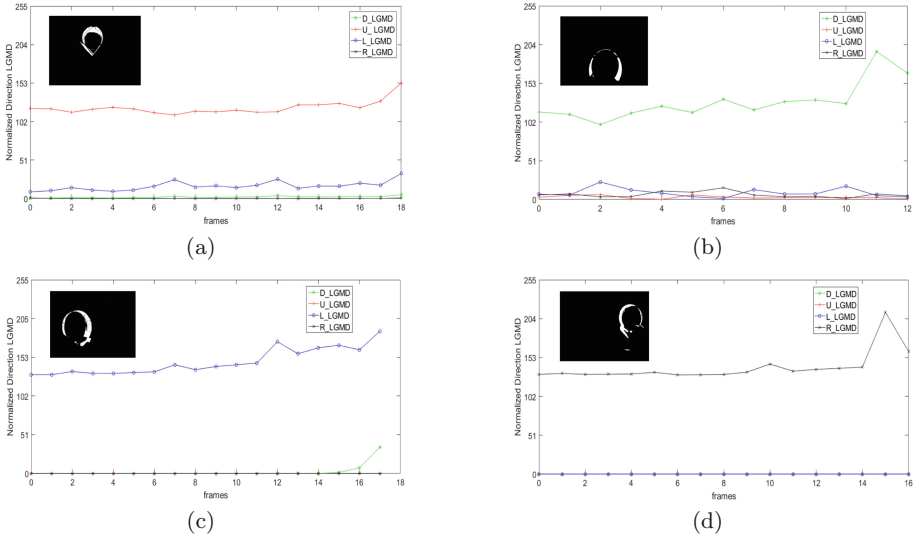 Normalized Direction LGMD
255
204
153
102
51
0
D_LGMD
U_LGMD
L_LGMD
R_LGMD
0 2 4 6 8 10 12 14 16 18
frames
(a)
Normalized Direction LGMD
255
204
153
102
51
0
D_LGMD
U_LGMD
L_LGMD
R_LGMD
0 2 4 6 8 10 12
frames
(b)
Normalized Direction LGMD
255
204
153
102
51
0
D_LGMD
U_LGMD
L_LGMD
R_LGMD
0 2 4 6 8 10 12 14 16 18
frames
(c)
Normalized Direction LGMD
255
204
153
102
51
0
D_LGMD
U_LGMD
L_LGMD
R_LGMD
0 2 4 6 8 10 12 14 16
frames
(d)